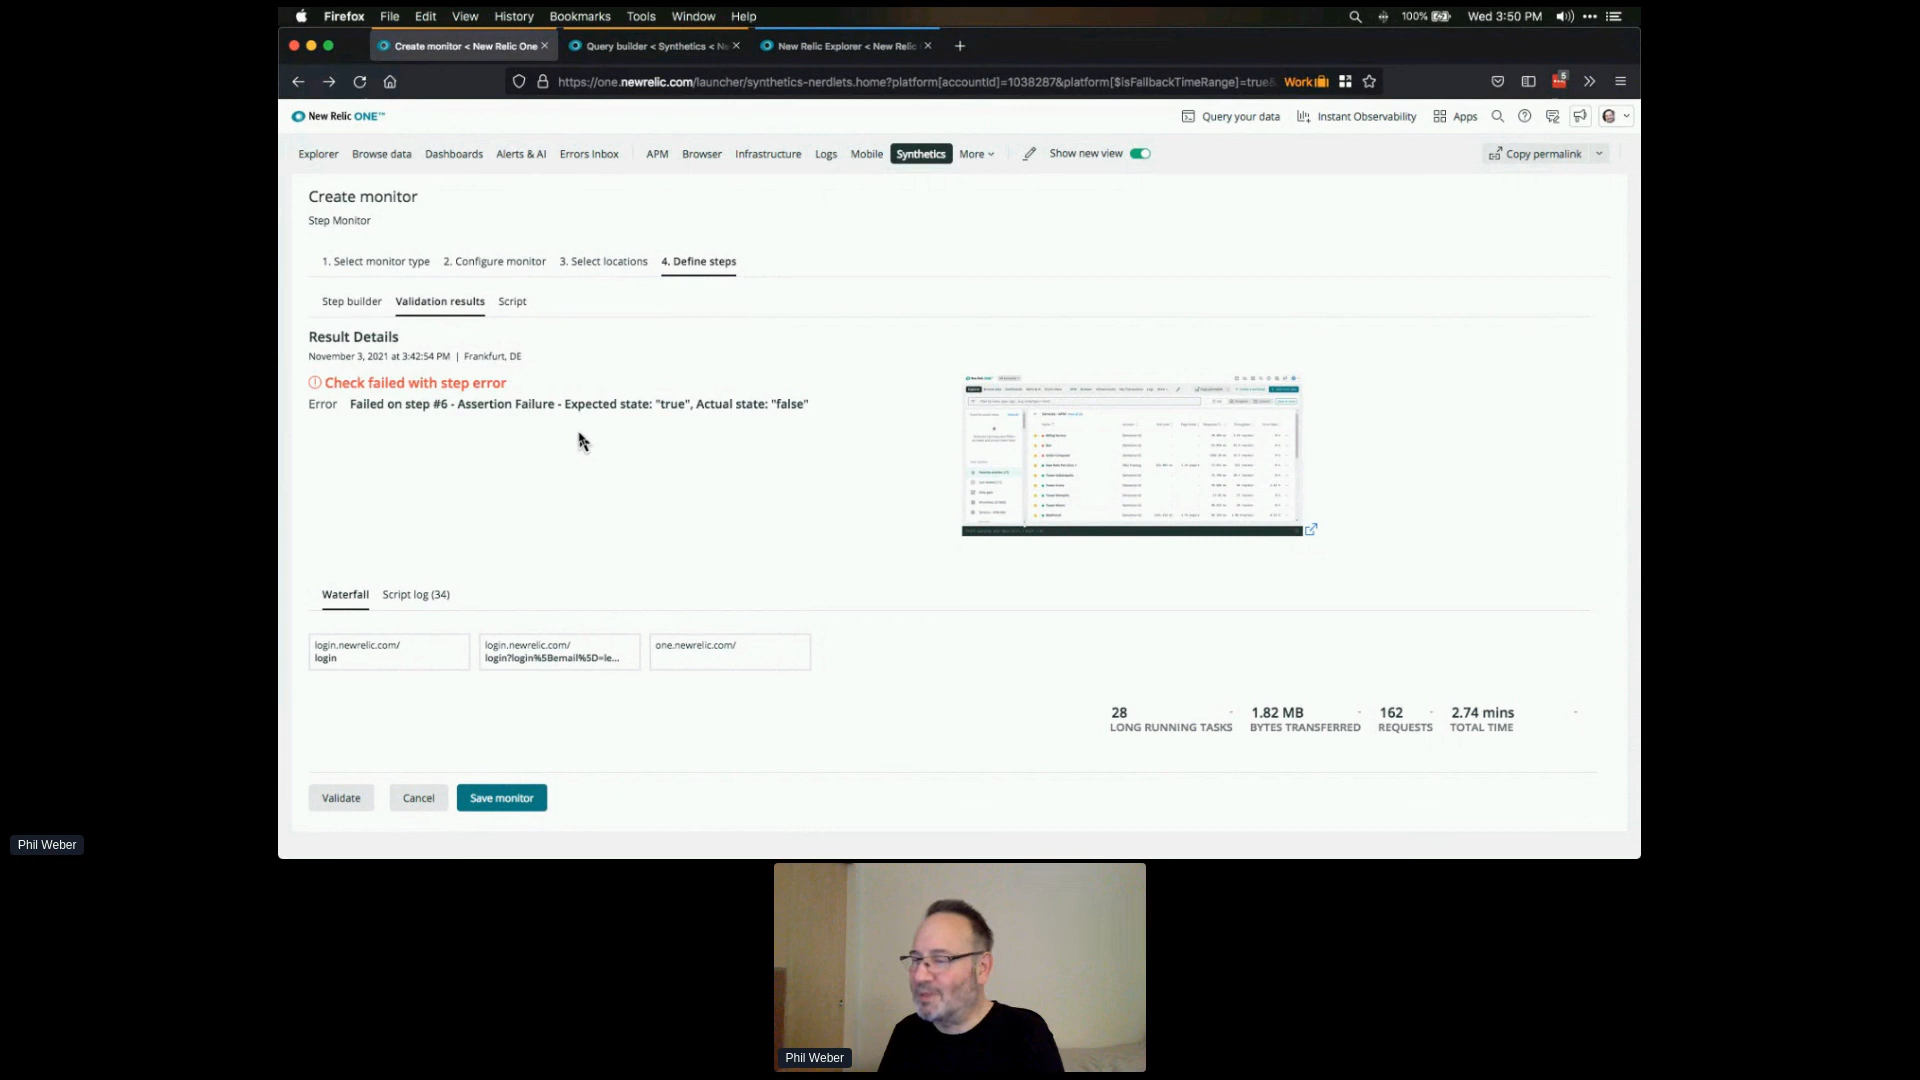 Firefox File Edit View History Bookmarks Tools Window Help
100% Wed 3:50 PM
Create monitor < New Relic One
Query builder < Synthetics < Ne
New Relic Explorer < New Relic
https://one.newrelic.com/launcher/synthetics-nerdlets.home?platform[accountId]=1038287&platform[$isFallbackTimeRange]=true&
Work
5
New Relic ONE™
Query your data Instant Observability Apps
Explorer Browse data Dashboards Alerts & AI Errors Inbox APM Browser Infrastructure Logs Mobile Synthetics More Show new view Copy permalink
Create monitor
Step Monitor
1. Select monitor type 2. Configure monitor 3. Select locations 4. Define steps
Step builder Validation results Script
Result Details
November 3, 2021 at 3:42:54 PM | Frankfurt, DE
Check failed with step error
Error Failed on step #6 - Assertion Failure - Expected state: "true", Actual state: "false"
Waterfall Script log (34)
login.newrelic.com/
login
login.newrelic.com/
login?login%5Bemail%5D=le...
one.newrelic.com/
28 - 1.82 MB - 162 - 2.74 mins -
LONG RUNNING TASKS BYTES TRANSFERRED REQUESTS TOTAL TIME
Validate Cancel Save monitor
Phil Weber
Phil Weber